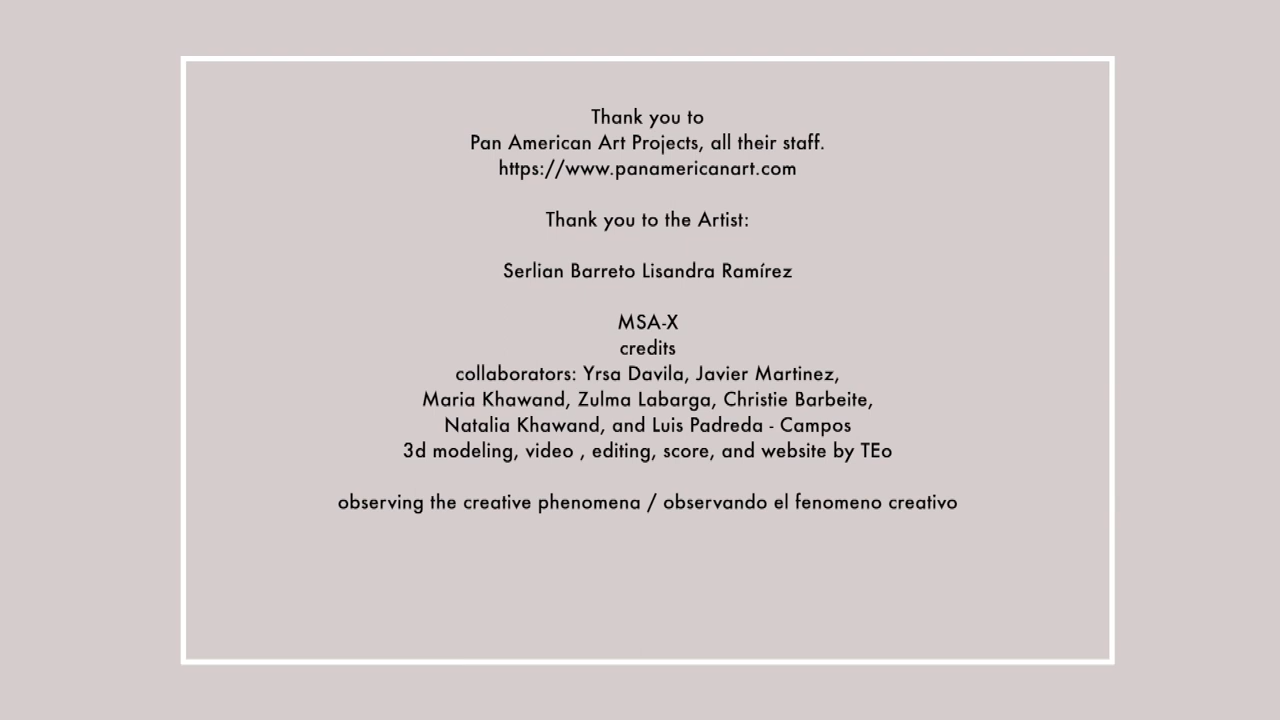 Thank you to
Pan American Art Projects, all their staff.
https://www.panamericanart.com
Thank you to the Artist:
Serlian Barreto Lisandra Ramírez
MSA-X
credits
collaborators: Yrsa Davila, Javier Martinez,
Maria Khawand, Zulma Labarga, Christie Barbeite,
Natalia Khawand, and Luis Padreda - Campos
3d modeling, video , editing, score, and website by TEo
observing the creative phenomena / observando el fenomeno creativo